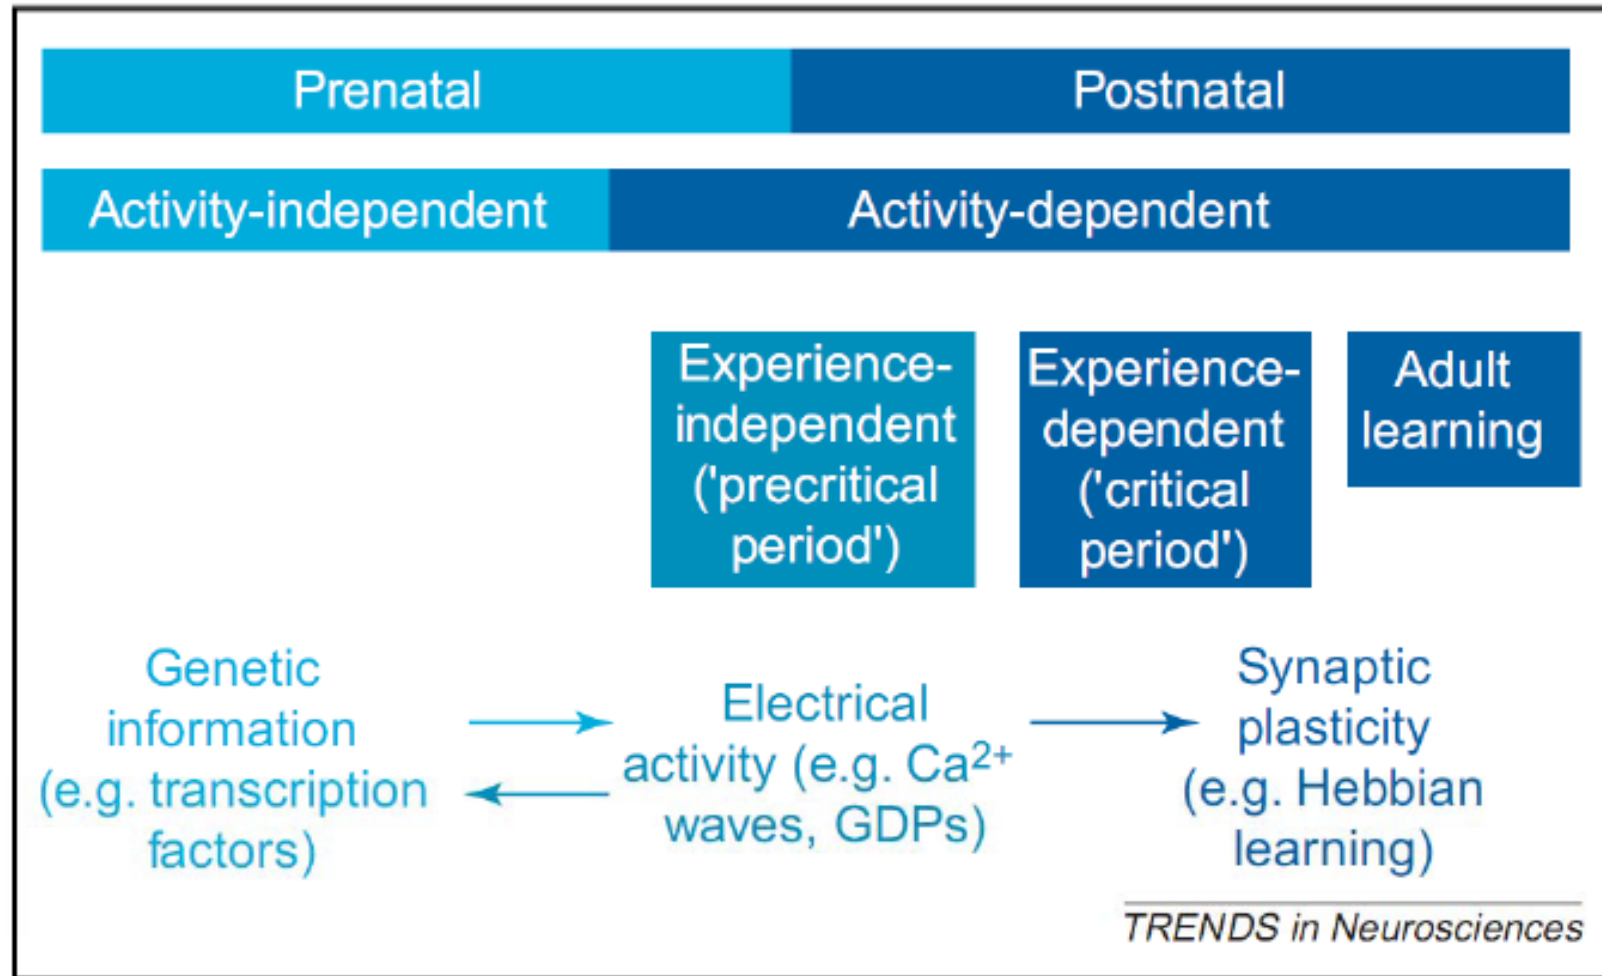 Prenatal
Postnatal
Activity-independent
Activity-dependent
Experience-
independent
('precritical
period')
Experience-
dependent
('critical
period')
Adult
learning
Genetic
information
(e.g. transcription
factors)
Electrical
activity (e.g. Ca²⁺
waves, GDPs)
Synaptic
plasticity
(e.g. Hebbian
learning)
TRENDS in Neurosciences